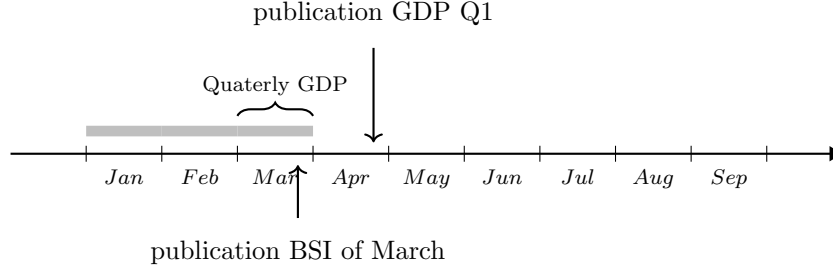 publication GDP Q1
Quaterly GDP
Jan Feb Mar Apr May Jun Jul Aug Sep
publication BSI of March